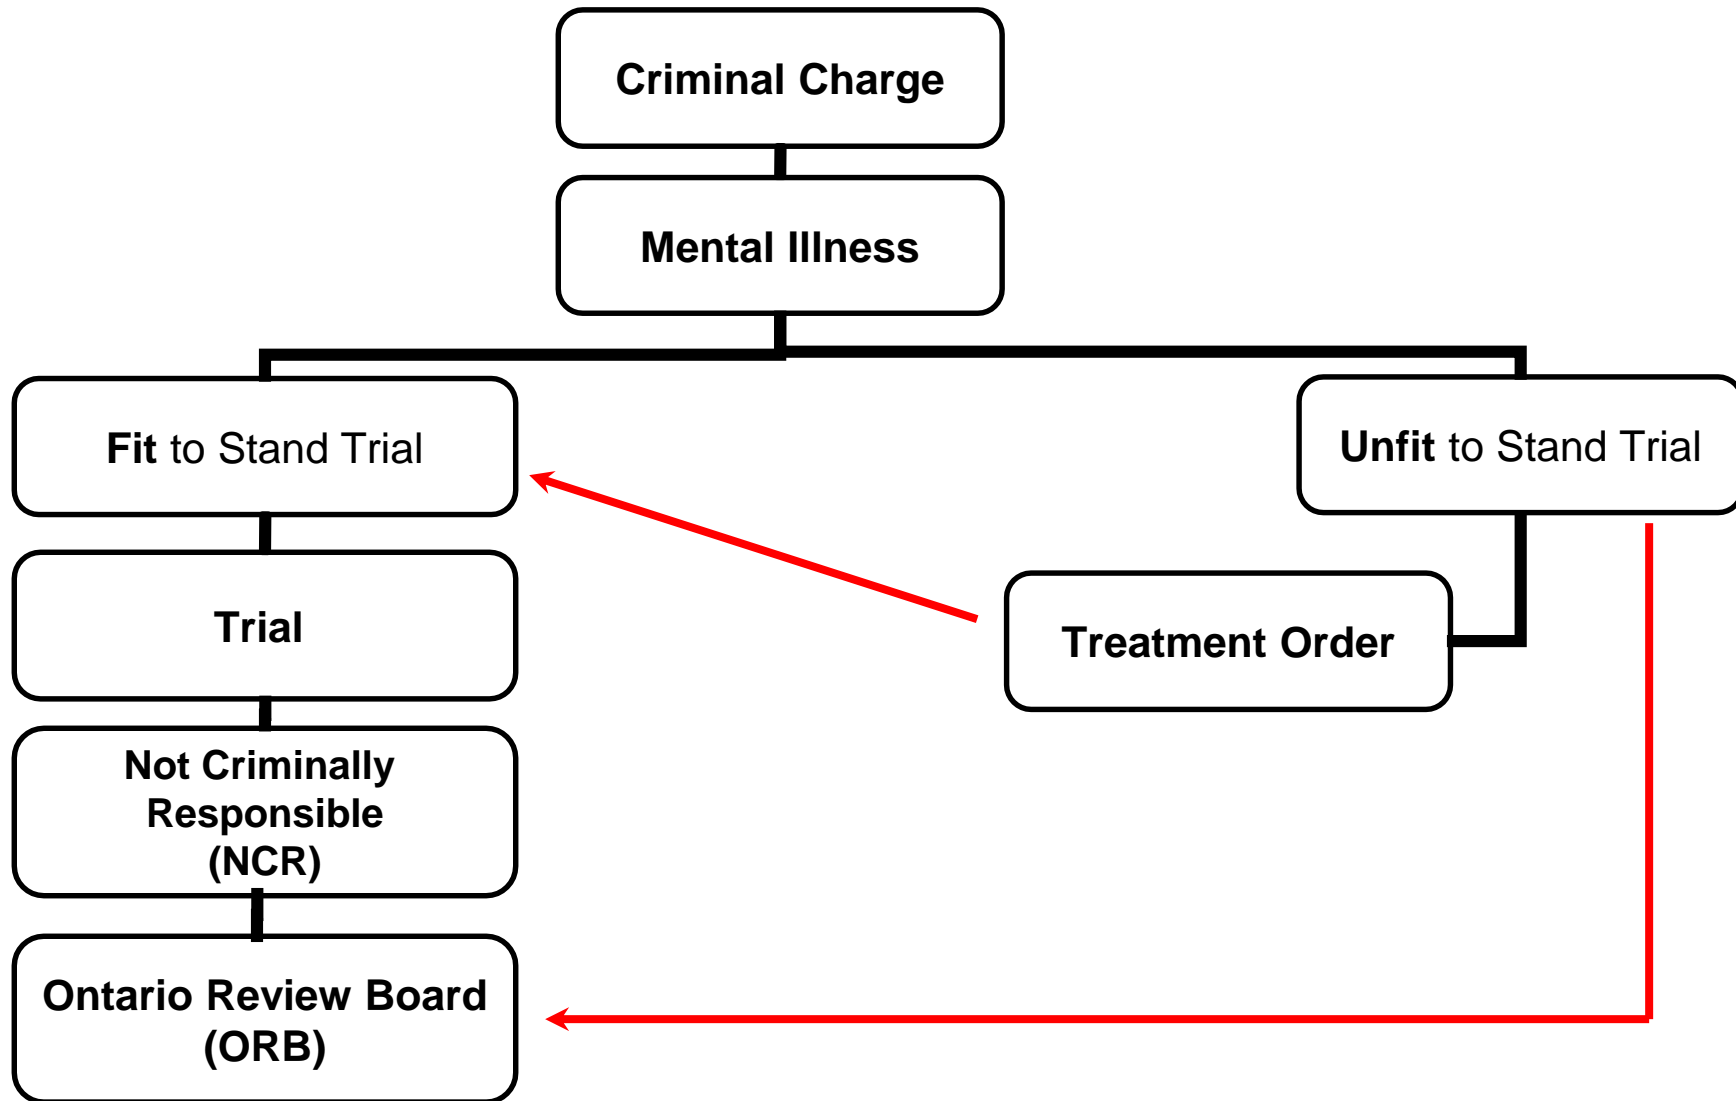 Criminal Charge
Mental Illness
Fit to Stand Trial
Unfit to Stand Trial
Trial
Treatment Order
Not Criminally
Responsible
(NCR)
Ontario Review Board
(ORB)